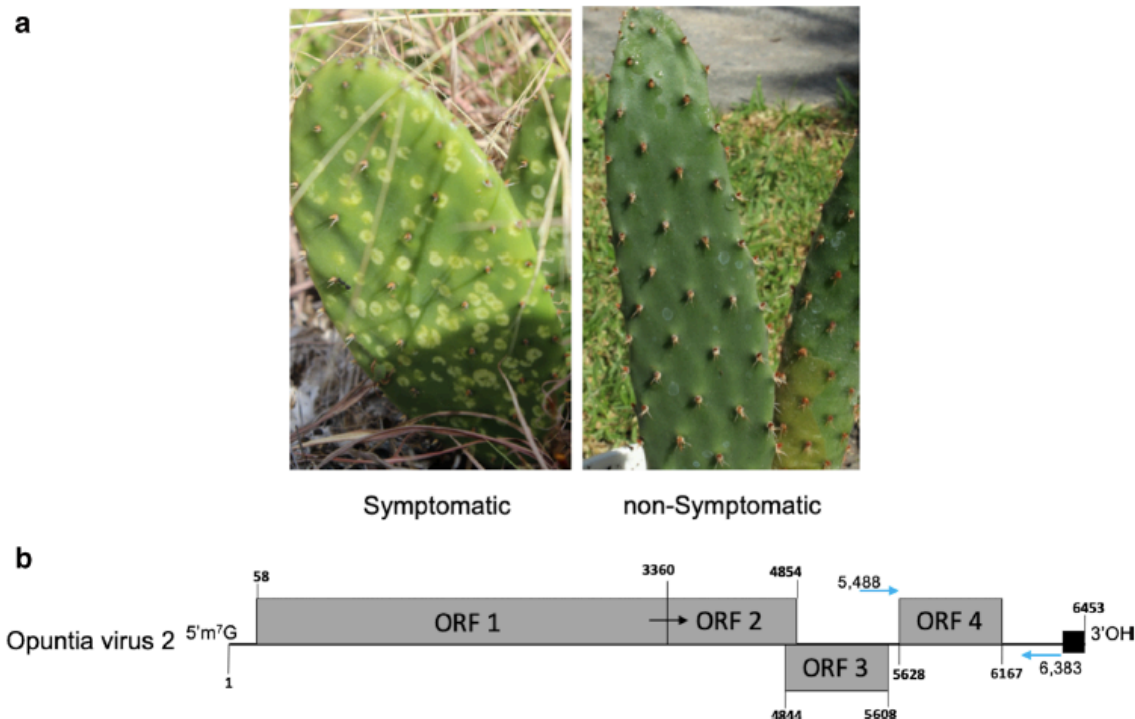 a
Symptomatic
non-Symptomatic
b
58
3360
4854
5,488
6453
Opuntia virus 2
5'm⁷G
ORF 1
ORF 2
ORF 4
3'OH
1
ORF 3
5628
6167
6,383
4844
5608